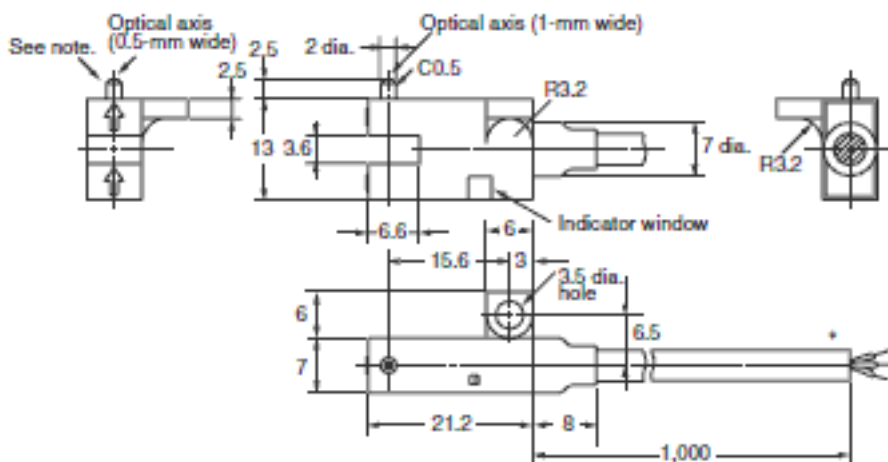 Optical axis
(0.5-mm wide)
See note.
2.5
2.5
2 dia.
Optical axis (1-mm wide)
C0.5
R3.2
13
3.6
7 dia.
R3.2
Indicator window
6.6
6
15.6
3
3.5 dia.
hole
6
6.5
*
7
21.2
8
1,000